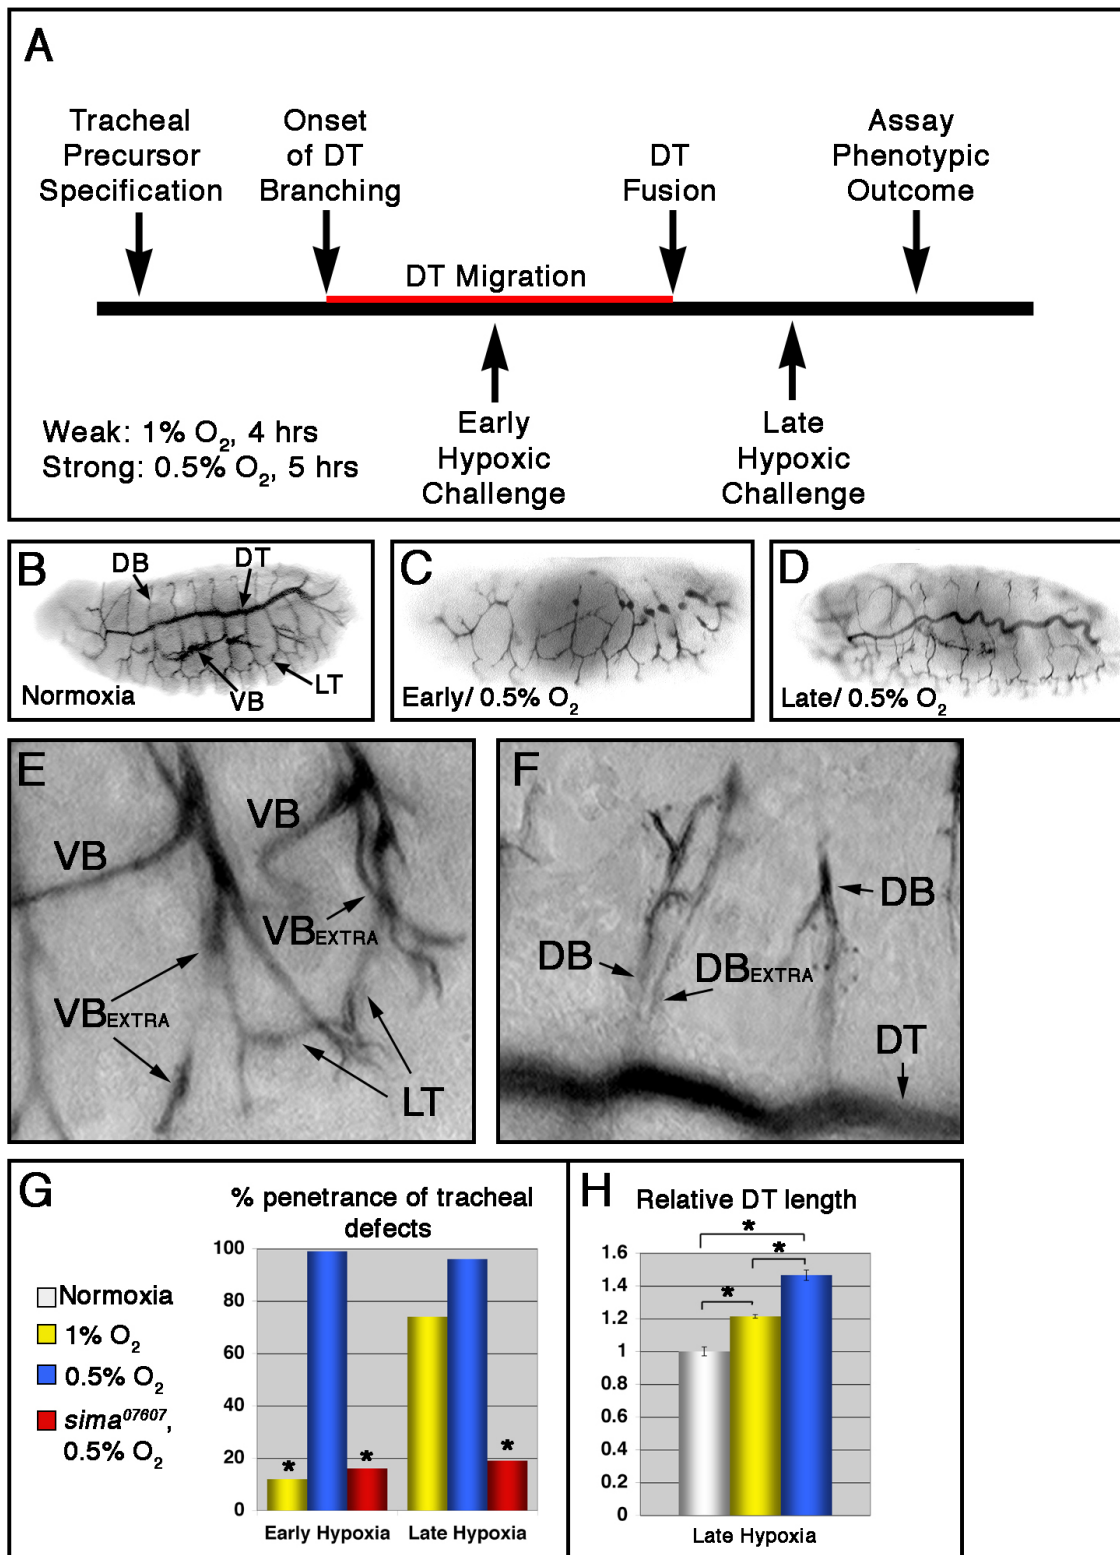 A
Tracheal
Precursor
Specification
Onset
of DT
Branching
DT
Fusion
Assay
Phenotypic
Outcome
DT Migration
Early
Hypoxic
Challenge
Late
Hypoxic
Challenge
Weak: 1% O2, 4 hrs
Strong: 0.5% O2, 5 hrs
B
DB
DT
VB
LT
Normoxia
C
Early/ 0.5% O2
D
Late/ 0.5% O2
E
VB
VB
VBEXTRA
VBEXTRA
LT
F
DB
DB
DBEXTRA
DT
G
% penetrance of tracheal
defects
Normoxia
1% O2
0.5% O2
sima07607,
0.5% O2
100
80
60
40
20
0
*
*
*
Early Hypoxia
Late Hypoxia
H
Relative DT length
*
*
*
1.6
1.4
1.2
1
0.8
0.6
0.4
0.2
0
Late Hypoxia